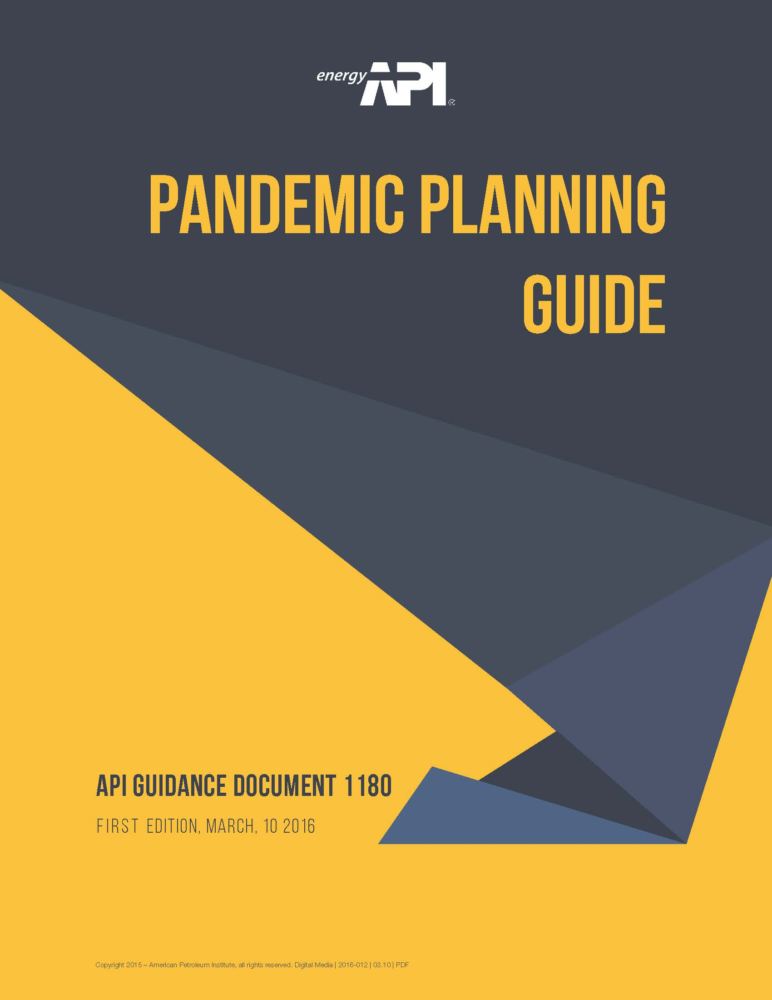 energy API ®
PANDEMIC PLANNING
GUIDE
API GUIDANCE DOCUMENT 1180
FIRST EDITION, MARCH, 10 2016
Copyright 2015 – American Petroleum Institute, all rights reserved. Digital Media | 2016-012 | 03.10 | PDF